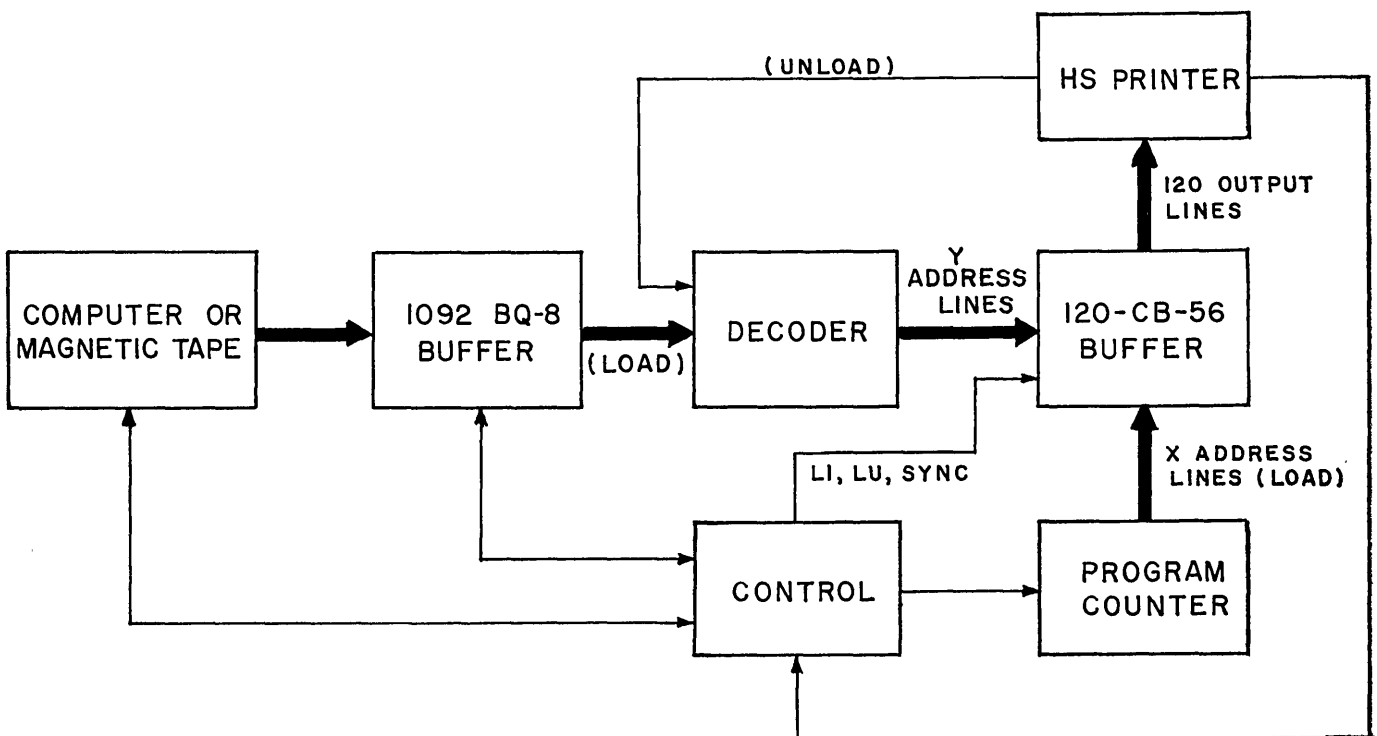 (UNLOAD)
HS PRINTER
120 OUTPUT
LINES
COMPUTER OR
MAGNETIC TAPE
1092 BQ-8
BUFFER
(LOAD)
DECODER
Y
ADDRESS
LINES
120-CB-56
BUFFER
LI, LU, SYNC
X ADDRESS
LINES (LOAD)
CONTROL
PROGRAM
COUNTER